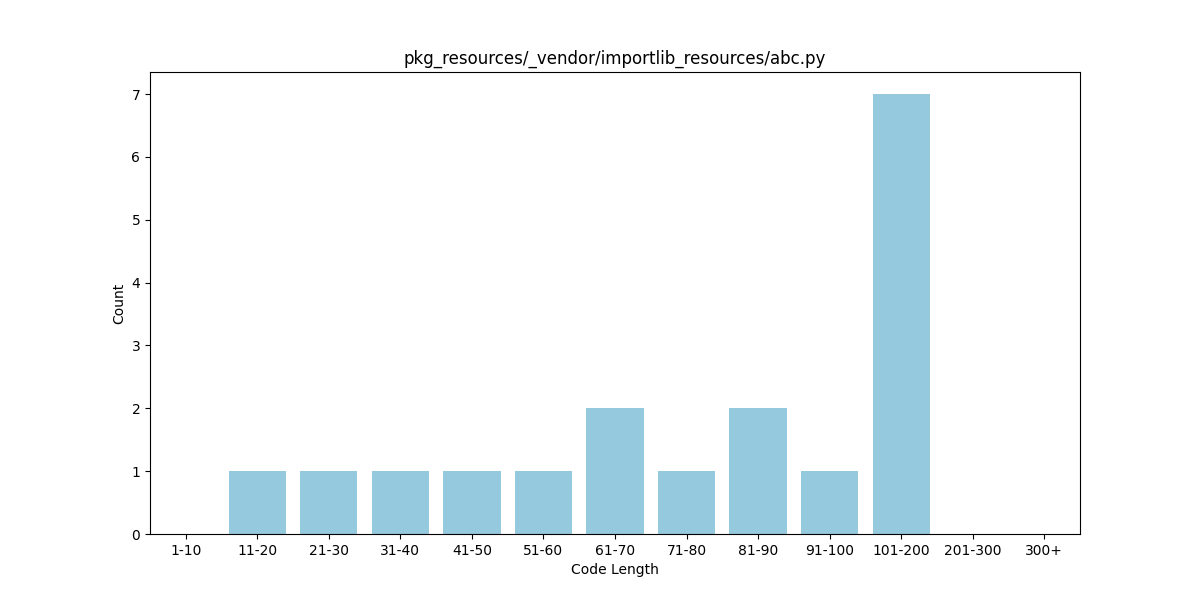 pkg_resources/_vendor/importlib_resources/abc.py
7
6
5
4
3
2
1
0
Count
1-10 11-20 21-30 31-40 41-50 51-60 61-70 71-80 81-90 91-100 101-200 201-300 300+
Code Length